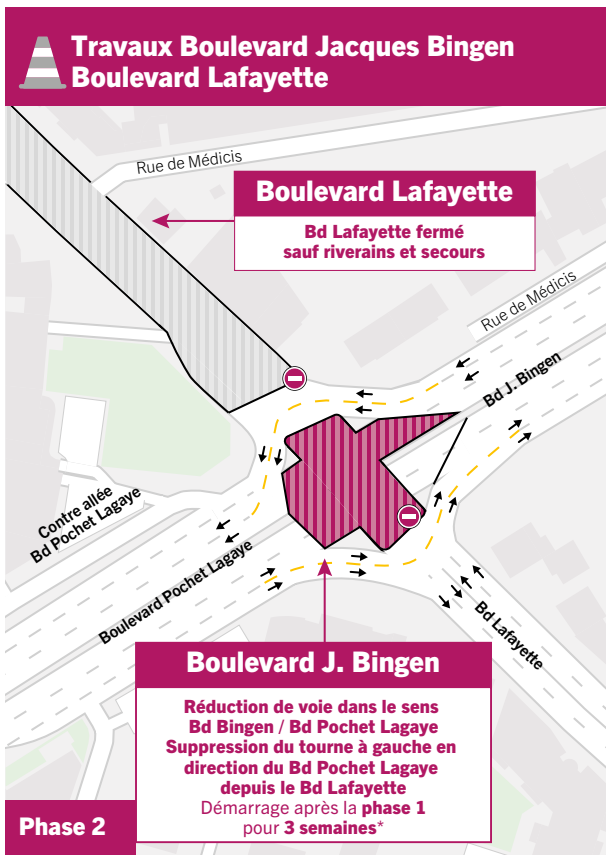 Travaux Boulevard Jacques Bingen
Boulevard Lafayette
Rue de Médicis
Boulevard Lafayette
Bd Lafayette fermé
sauf riverains et secours
Rue de Médicis
Bd J. Bingen
Contre allée
Bd Pochet Lagaye
Boulevard Pochet Lagaye
Bd Lafayette
Boulevard J. Bingen
Réduction de voie dans le sens
Bd Bingen / Bd Pochet Lagaye
Suppression du tourne à gauche en
direction du Bd Pochet Lagaye
depuis le Bd Lafayette
Démarrage après la phase 1
pour 3 semaines*
Phase 2